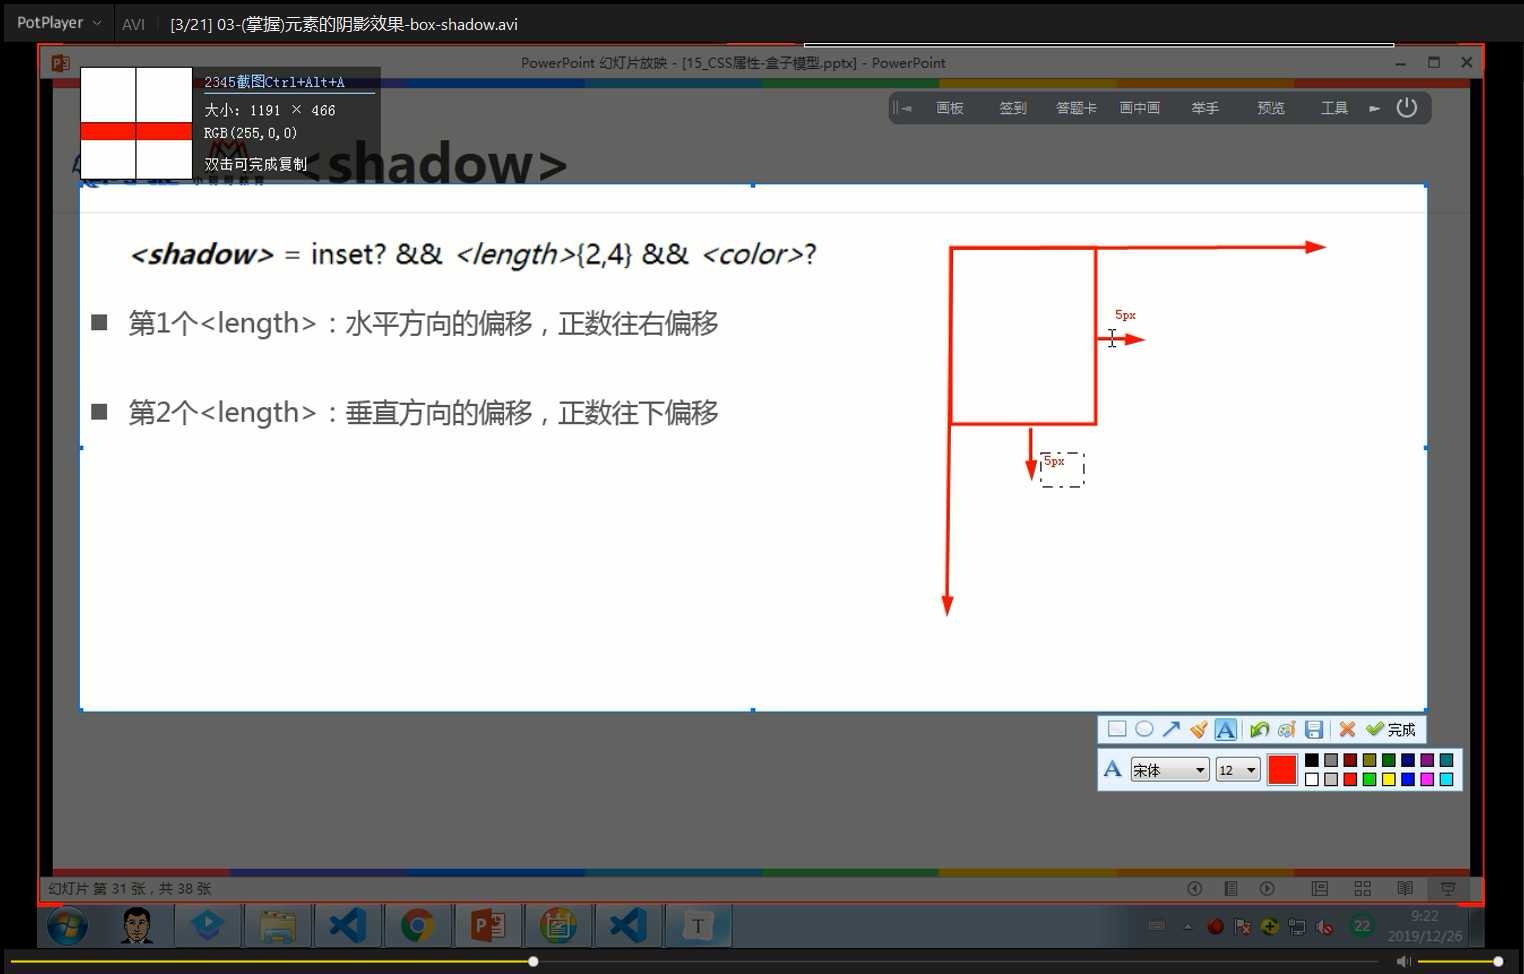 PotPlayer
AVI
[3/21] 03-(掌握)元素的阴影效果-box-shadow.avi
PowerPoint 幻灯片放映 - [15_CSS属性-盒子模型.pptx] - PowerPoint
2345截图Ctrl+Alt+A
大小: 1191 × 466
RGB(255,0,0)
双击可完成复制
画板 签到 答题卡 画中画 举手 预览 工具
<shadow>
<shadow> = inset? && <length>{2,4} && <color>?
第1个<length>：水平方向的偏移，正数往右偏移
第2个<length>：垂直方向的偏移，正数往下偏移
5px
5px
完成
A 宋体 12
幻灯片 第 31 张，共 38 张
T
22
9:22
2019/12/26